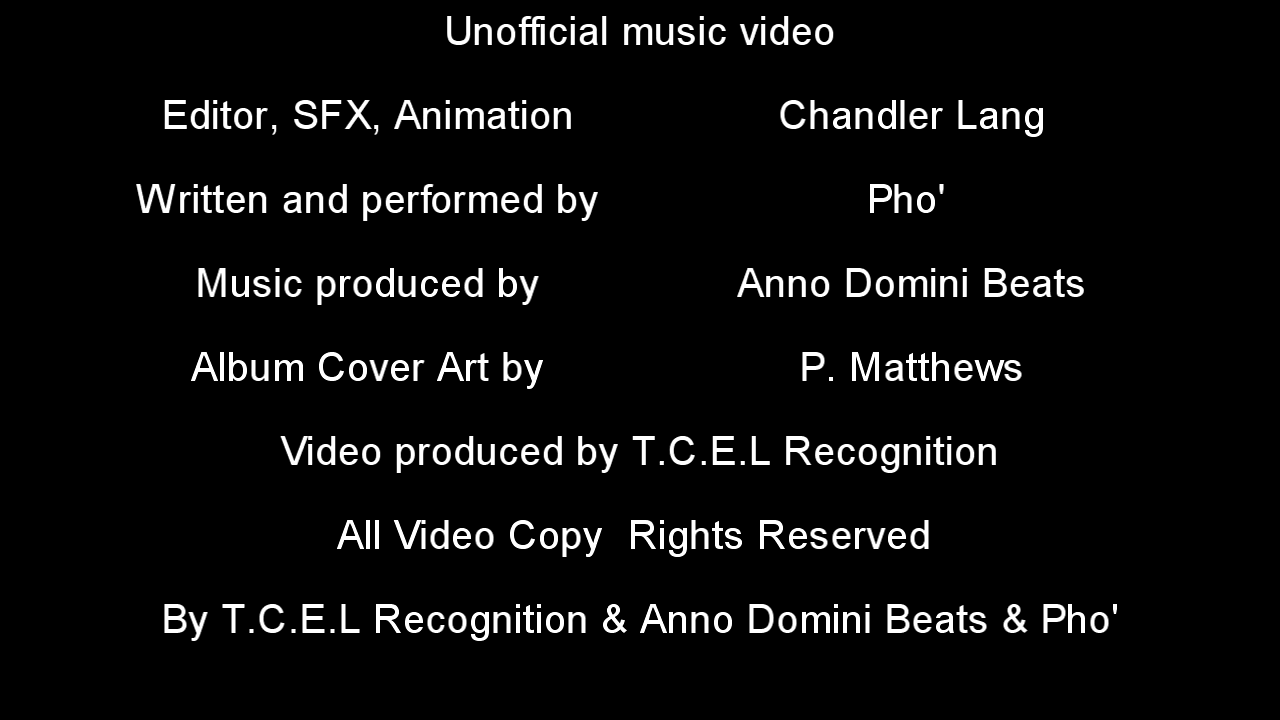 Unofficial music video
Editor, SFX, Animation Chandler Lang
Written and performed by Pho'
Music produced by Anno Domini Beats
Album Cover Art by P. Matthews
Video produced by T.C.E.L Recognition
All Video Copy  Rights Reserved
By T.C.E.L Recognition & Anno Domini Beats & Pho'